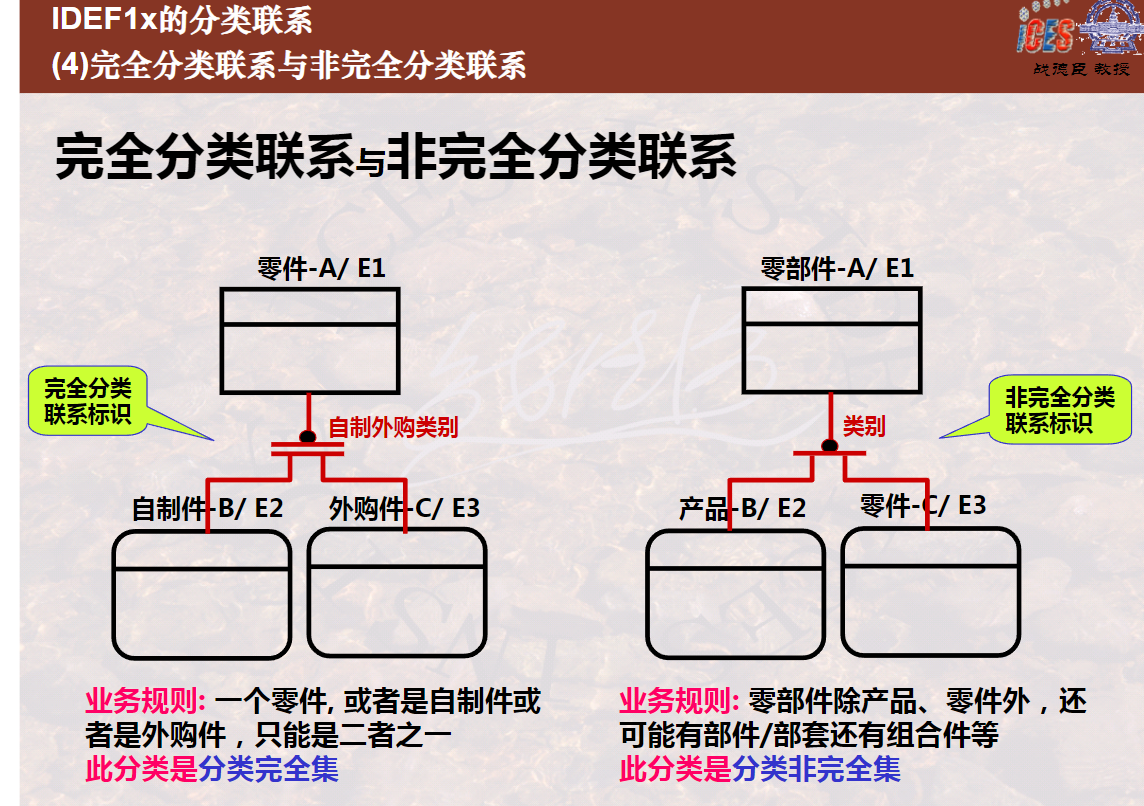 IDEF1x的分类联系
(4)完全分类联系与非完全分类联系
iCES
战德臣 教授
完全分类联系与非完全分类联系
零件-A/ E1
零部件-A/ E1
完全分类
联系标识
自制外购类别
类别
非完全分类
联系标识
自制件-B/ E2
外购件-C/ E3
产品-B/ E2
零件-C/ E3
业务规则: 一个零件, 或者是自制件或
者是外购件，只能是二者之一
此分类是分类完全集
业务规则: 零部件除产品、零件外，还
可能有部件/部套还有组合件等
此分类是分类非完全集